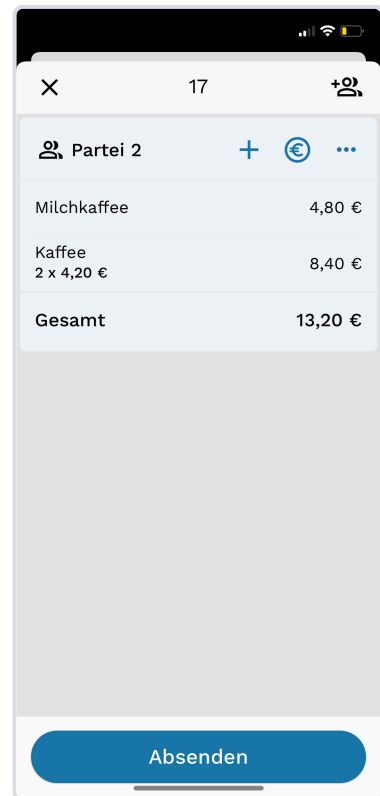 17
Partei 2
Milchkaffee 4,80 €
Kaffee
2 x 4,20 € 8,40 €
Gesamt 13,20 €
Absenden